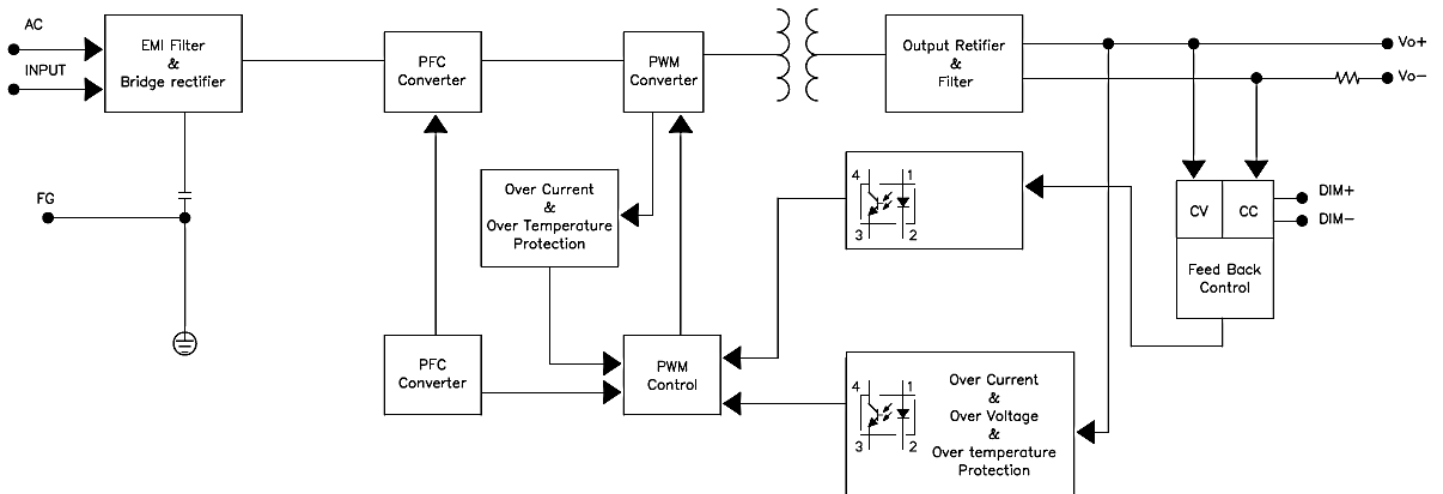 AC
INPUT
EMI Filter
&
Bridge rectifier
FG
PFC
Converter
PWM
Converter
Output Retifier
&
Filter
Vo+
Vo−
Over Current
&
Over Temperature
Protection
4
1
3
2
CV
CC
DIM+
DIM−
Feed Back
Control
PFC
Converter
PWM
Control
4
1
3
2
Over Current
&
Over Voltage
&
Over temperature
Protection